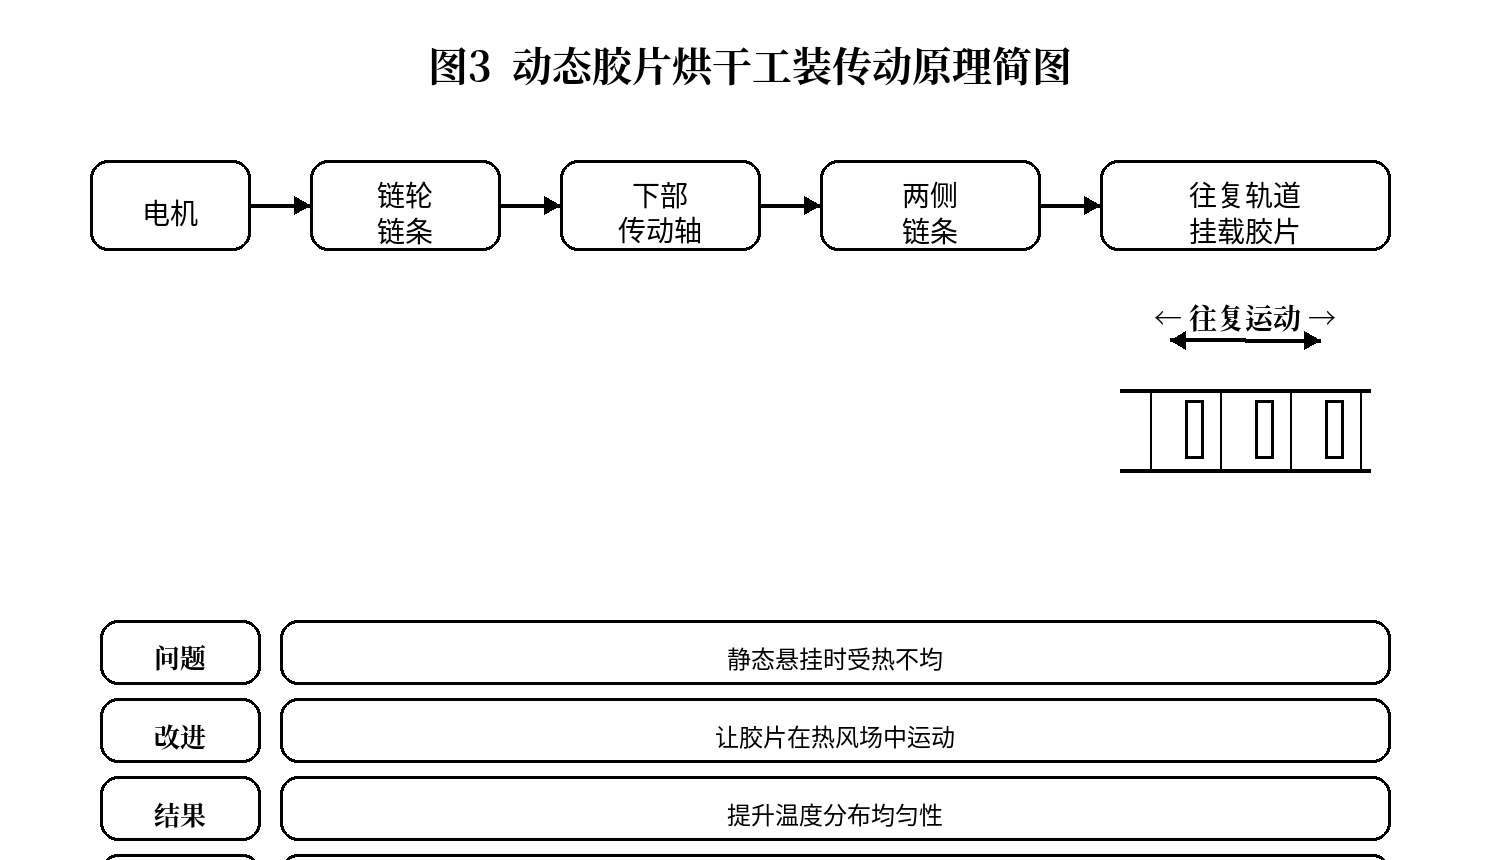 图3 动态胶片烘干工装传动原理简图
电机
链轮
链条
下部
传动轴
两侧
链条
往复轨道
挂载胶片
←往复运动→
问题
静态悬挂时受热不均
改进
让胶片在热风场中运动
结果
提升温度分布均匀性